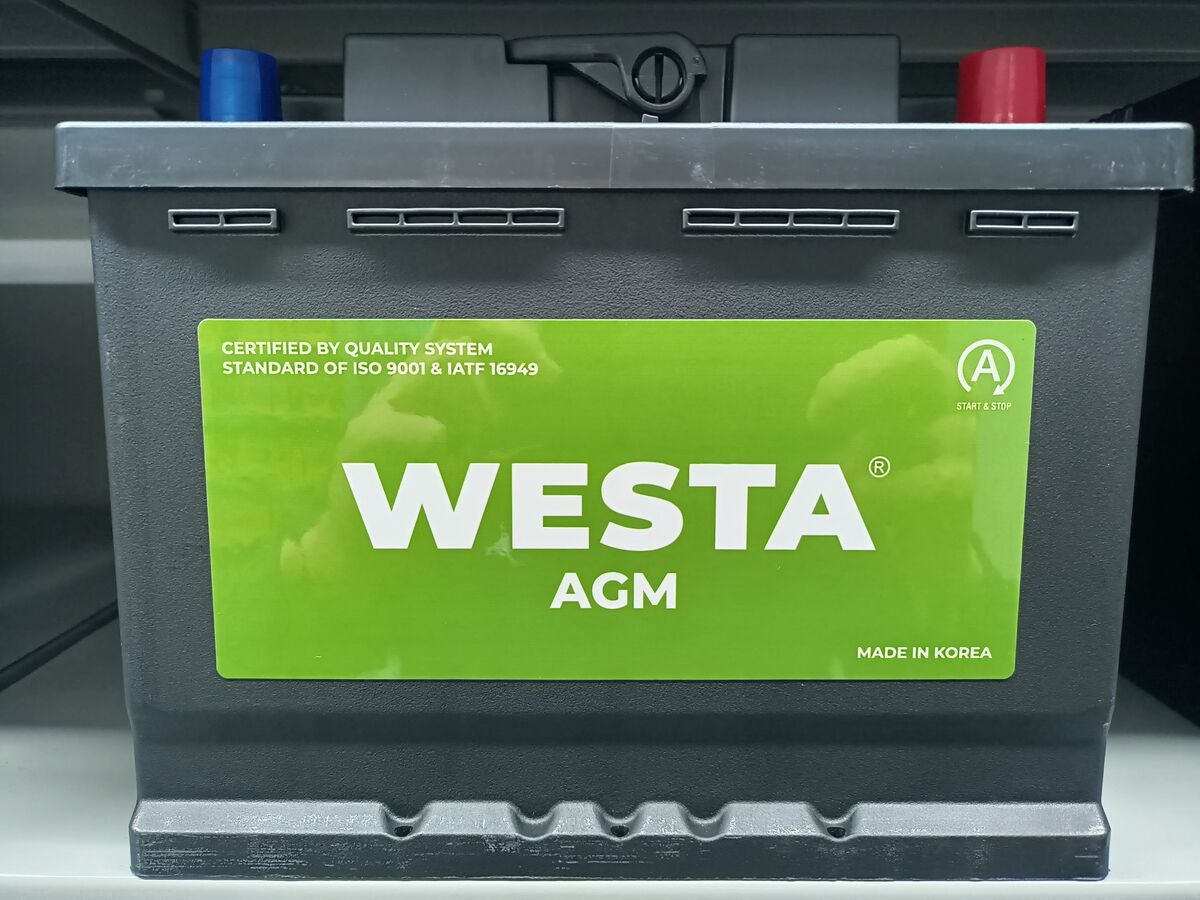 CERTIFIED BY QUALITY SYSTEM
STANDARD OF ISO 9001 & IATF 16949
A
START & STOP
WESTA®
AGM
MADE IN KOREA